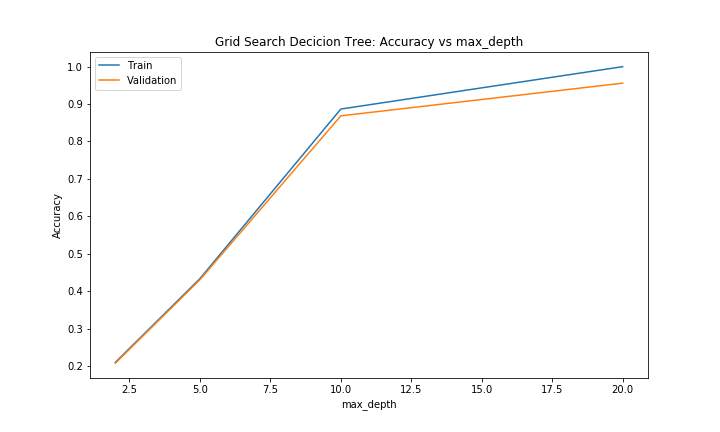 Grid Search Decicion Tree: Accuracy vs max_depth
Train
Validation
Accuracy
1.0
0.9
0.8
0.7
0.6
0.5
0.4
0.3
0.2
2.5 5.0 7.5 10.0 12.5 15.0 17.5 20.0
max_depth